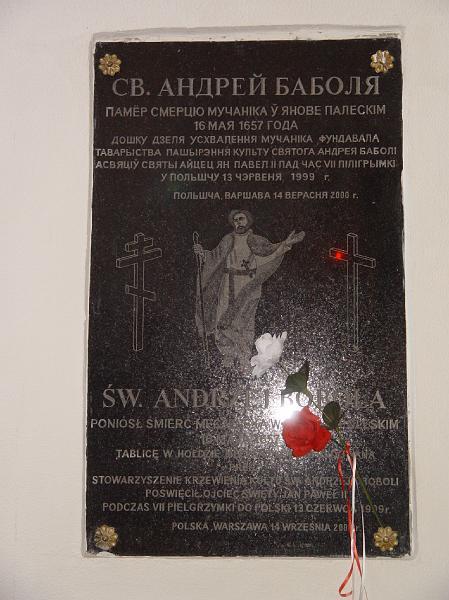 СВ. АНДРЕЙ БАБОЛЯ
ПАМЁР СМЕРЦЮ МУЧАНІКА Ў ЯНОВЕ ПАЛЕСКІМ
16 МАЯ 1657 ГОДА
ДОШКУ ДЗЕЛЯ УСХВАЛЕННЯ МУЧАНІКА ФУНДАВАЛА
ТАВАРЫСТВА ПАШЫРЭННЯ КУЛЬТУ СВЯТОГА АНДРЕЯ БАБОЛІ
АСВЯЦІЎ СВЯТЫ АЙЦЕЦ ЯН ПАВЕЛ ІІ ПАД ЧАС VII ПІЛІГРЫМКІ
У ПОЛЬШЧУ 13 ЧЭРВЕНЯ, 1999 г.
ПОЛЬШЧА, ВАРШАВА 14 ВЕРАСНЯ 2000 г.
ŚW. ANDRZEJ BOBOLA
PONIÓSŁ ŚMIERĆ
TABLICĘ W HOŁDZIE
STOWARZYSZENIE KRZEWIENIA KULTU ŚW. ANDRZEJA BOBOLI
POŚWIĘCIŁ OJCIEC ŚWIĘTY JAN PAWEŁ II
PODCZAS VII PIELGRZYMKI DO POLSKI 13 CZERWCA 1999r.
POLSKA, WARSZAWA 14 WRZEŚNIA